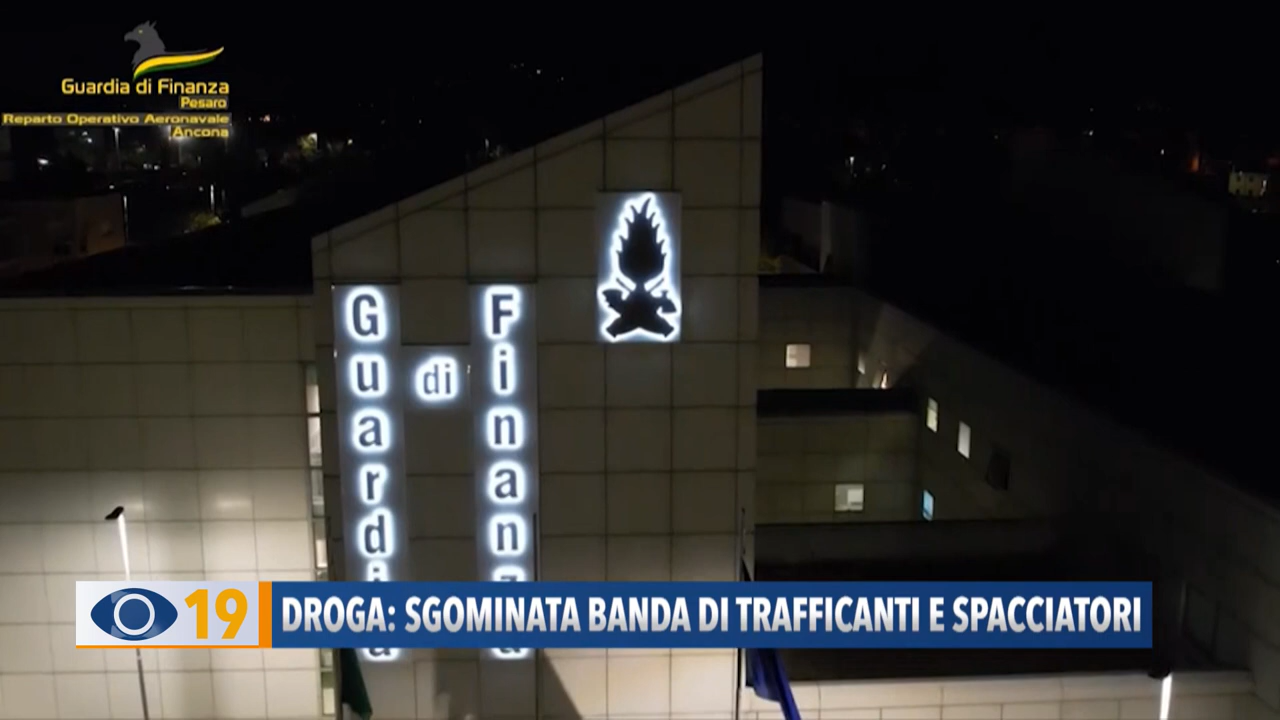 Guardia di Finanza
Pesaro
Reparto Operativo Aeronavale
Ancona
Guardia
di
Finanza
19
DROGA: SGOMINATA BANDA DI TRAFFICANTI E SPACCIATORI